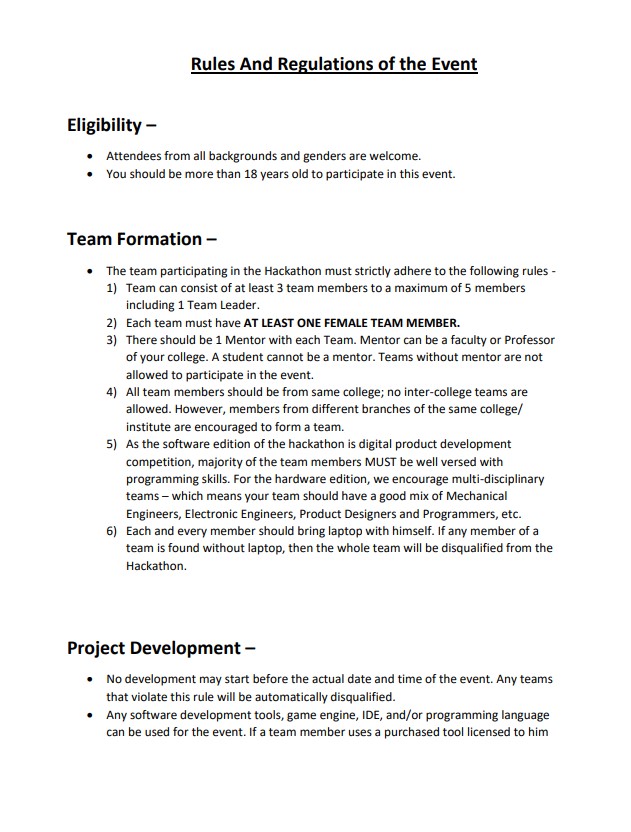 Rules And Regulations of the Event
Eligibility –
• Attendees from all backgrounds and genders are welcome.
• You should be more than 18 years old to participate in this event.
Team Formation –
• The team participating in the Hackathon must strictly adhere to the following rules -
1) Team can consist of at least 3 team members to a maximum of 5 members
including 1 Team Leader.
2) Each team must have AT LEAST ONE FEMALE TEAM MEMBER.
3) There should be 1 Mentor with each Team. Mentor can be a faculty or Professor
of your college. A student cannot be a mentor. Teams without mentor are not
allowed to participate in the event.
4) All team members should be from same college; no inter-college teams are
allowed. However, members from different branches of the same college/
institute are encouraged to form a team.
5) As the software edition of the hackathon is digital product development
competition, majority of the team members MUST be well versed with
programming skills. For the hardware edition, we encourage multi-disciplinary
teams – which means your team should have a good mix of Mechanical
Engineers, Electronic Engineers, Product Designers and Programmers, etc.
6) Each and every member should bring laptop with himself. If any member of a
team is found without laptop, then the whole team will be disqualified from the
Hackathon.
Project Development –
• No development may start before the actual date and time of the event. Any teams
that violate this rule will be automatically disqualified.
• Any software development tools, game engine, IDE, and/or programming language
can be used for the event. If a team member uses a purchased tool licensed to him